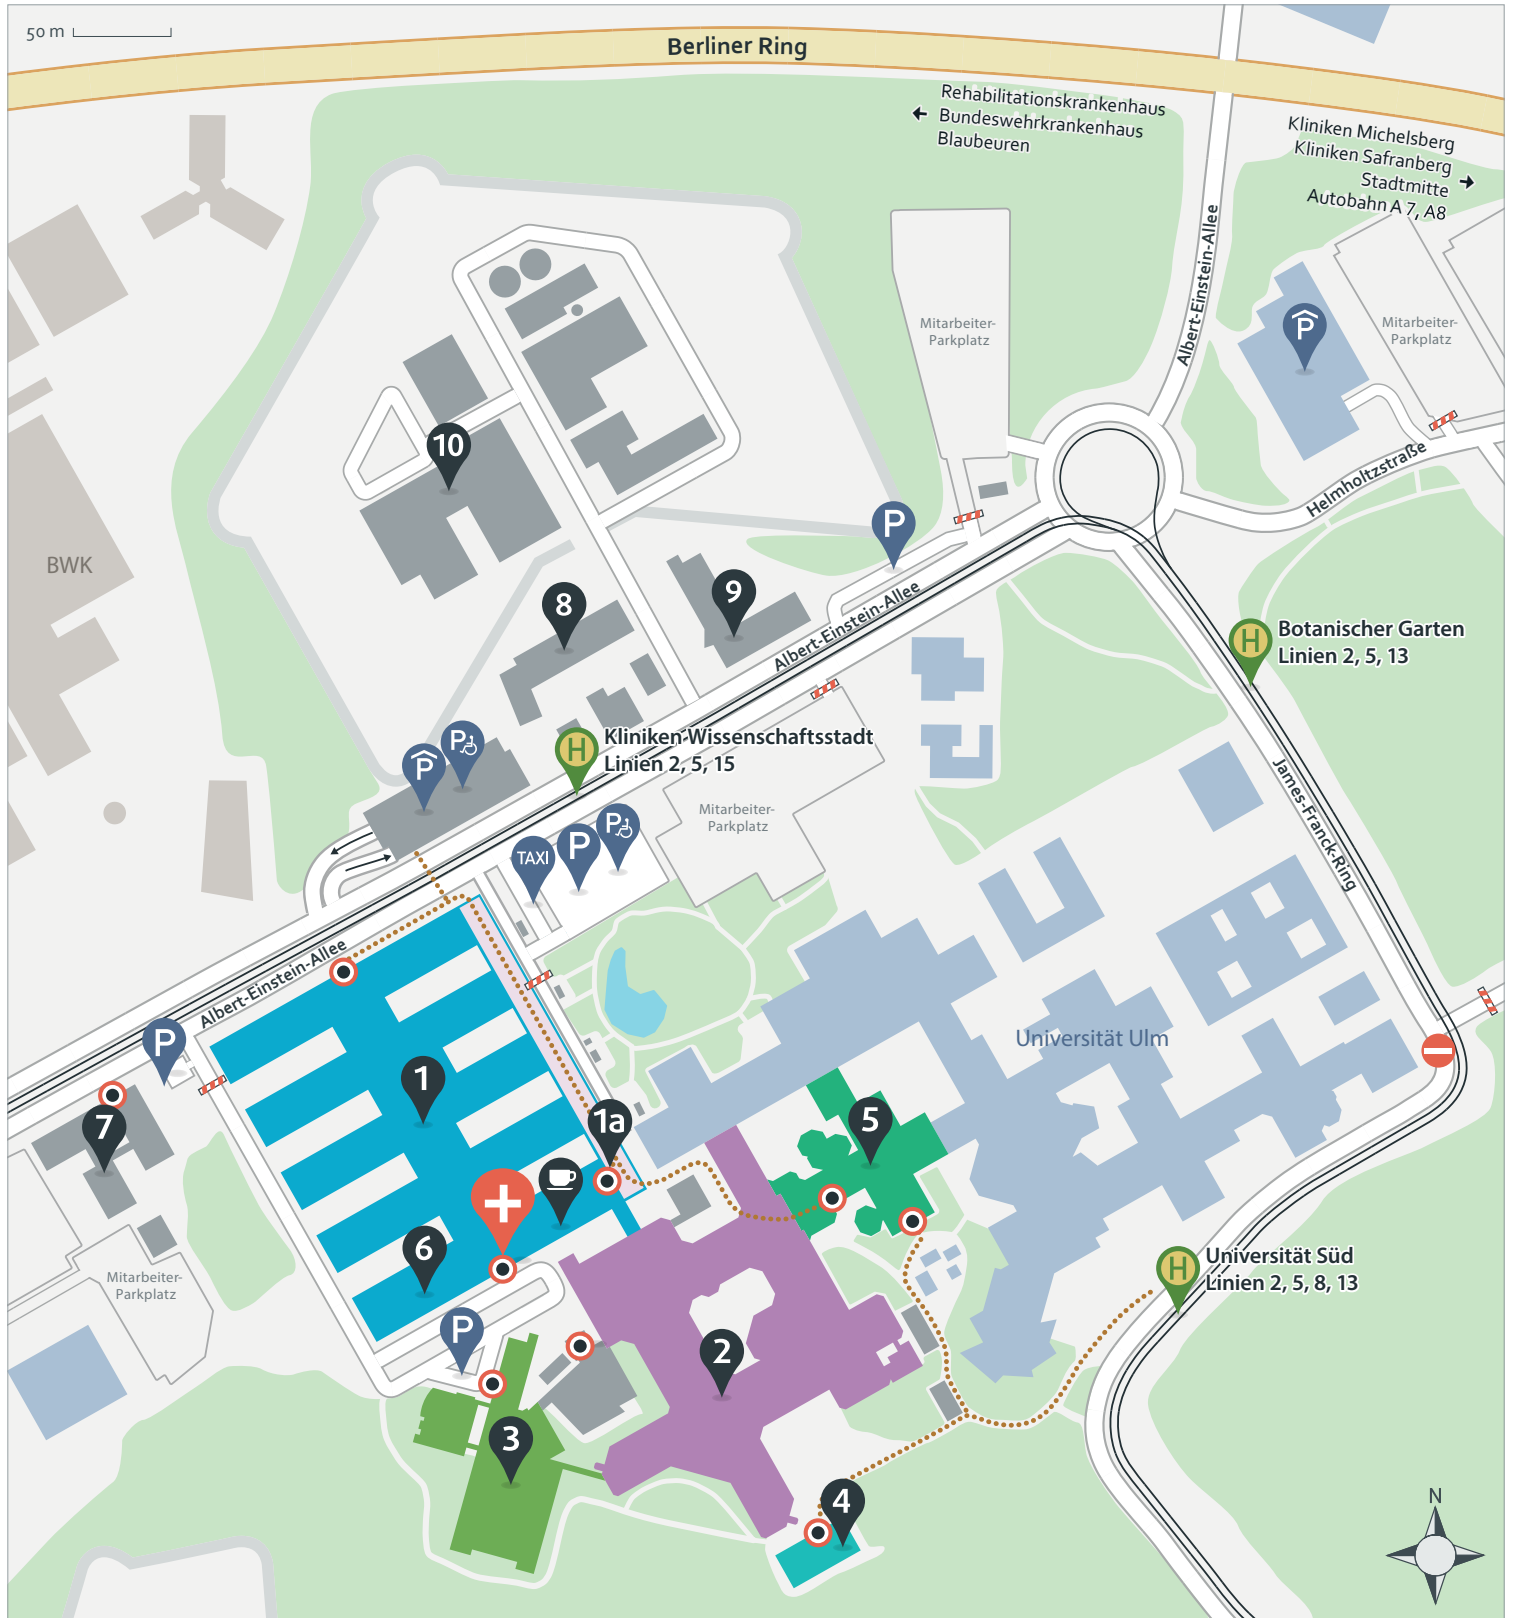 50 m
Berliner Ring
Rehabilitationskrankenhaus
Bundeswehrkrankenhaus
Blaubeuren
Kliniken Michelsberg
Kliniken Safranberg
Stadtmitte
Autobahn A 7, A8
Albert-Einstein-Allee
Mitarbeiter-
Parkplatz
P
Mitarbeiter-
Parkplatz
10
Helmholtzstraße
P
BWK
8
9
Albert-Einstein-Allee
H
Botanischer Garten
Linien 2, 5, 13
P
P
H
Kliniken Wissenschaftsstadt
Linien 2, 5, 15
James-Franck-Ring
Mitarbeiter-
Parkplatz
TAXI
P
P
Albert-Einstein-Allee
P
Universität Ulm
1
7
1a
5
6
H
Universität Süd
Linien 2, 5, 8, 13
Mitarbeiter-
Parkplatz
P
2
3
4
N